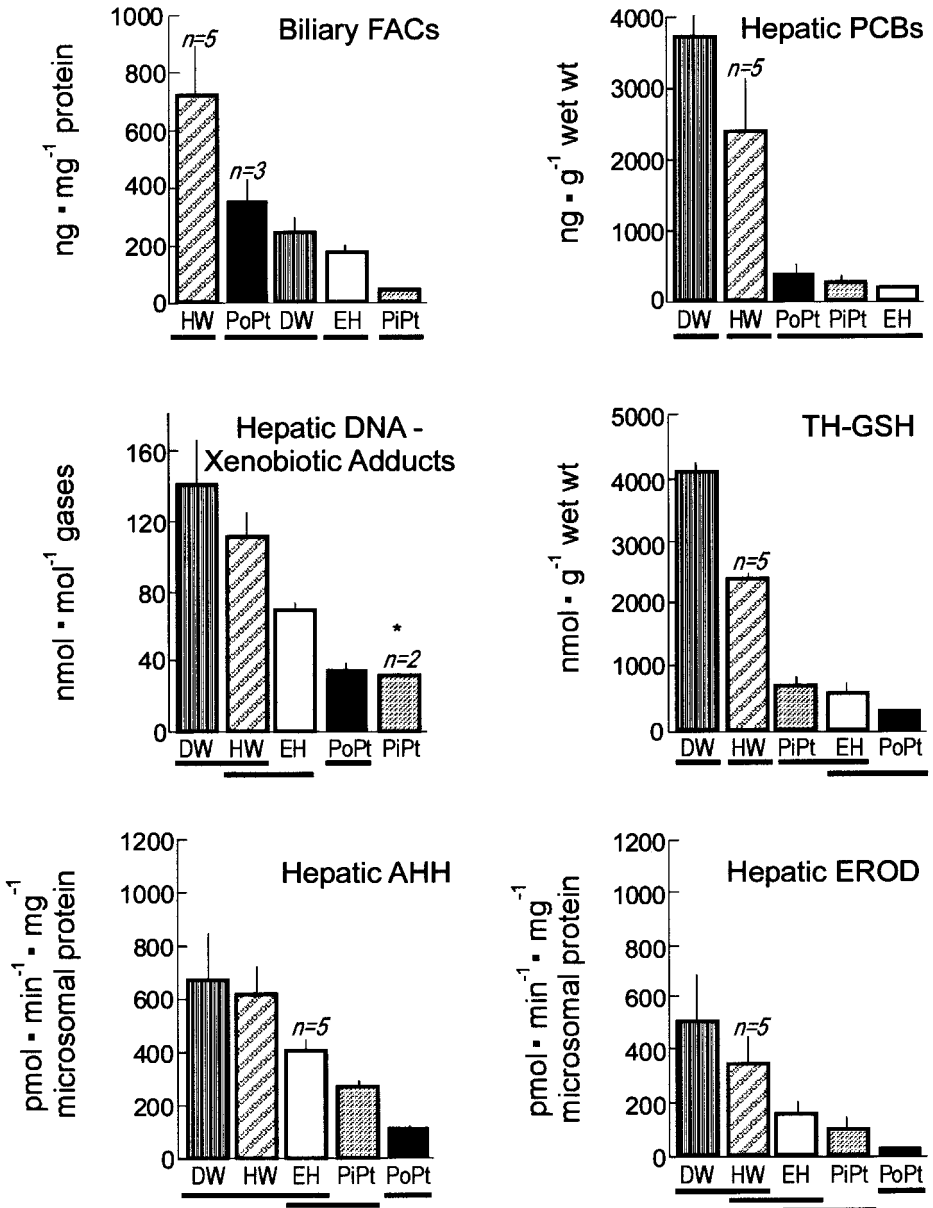 Biliary FACs
ng ▪ mg⁻¹ protein
1000
800
600
400
200
0
n=5
n=3
HW PoPt DW EH PiPt
Hepatic PCBs
ng ▪ g⁻¹ wet wt
4000
3000
2000
1000
0
n=5
DW HW PoPt PiPt EH
Hepatic DNA -
Xenobiotic Adducts
nmol ▪ mol⁻¹ gases
160
120
80
40
0
*
n=2
DW HW EH PoPt PiPt
TH-GSH
nmol ▪ g⁻¹ wet wt
5000
4000
3000
2000
1000
0
n=5
DW HW PiPt EH PoPt
Hepatic AHH
pmol ▪ min⁻¹ ▪ mg⁻¹
microsomal protein
1200
1000
800
600
400
200
0
n=5
DW HW EH PiPt PoPt
Hepatic EROD
pmol ▪ min⁻¹ ▪ mg⁻¹
microsomal protein
1200
1000
800
600
400
200
0
n=5
DW HW EH PiPt PoPt